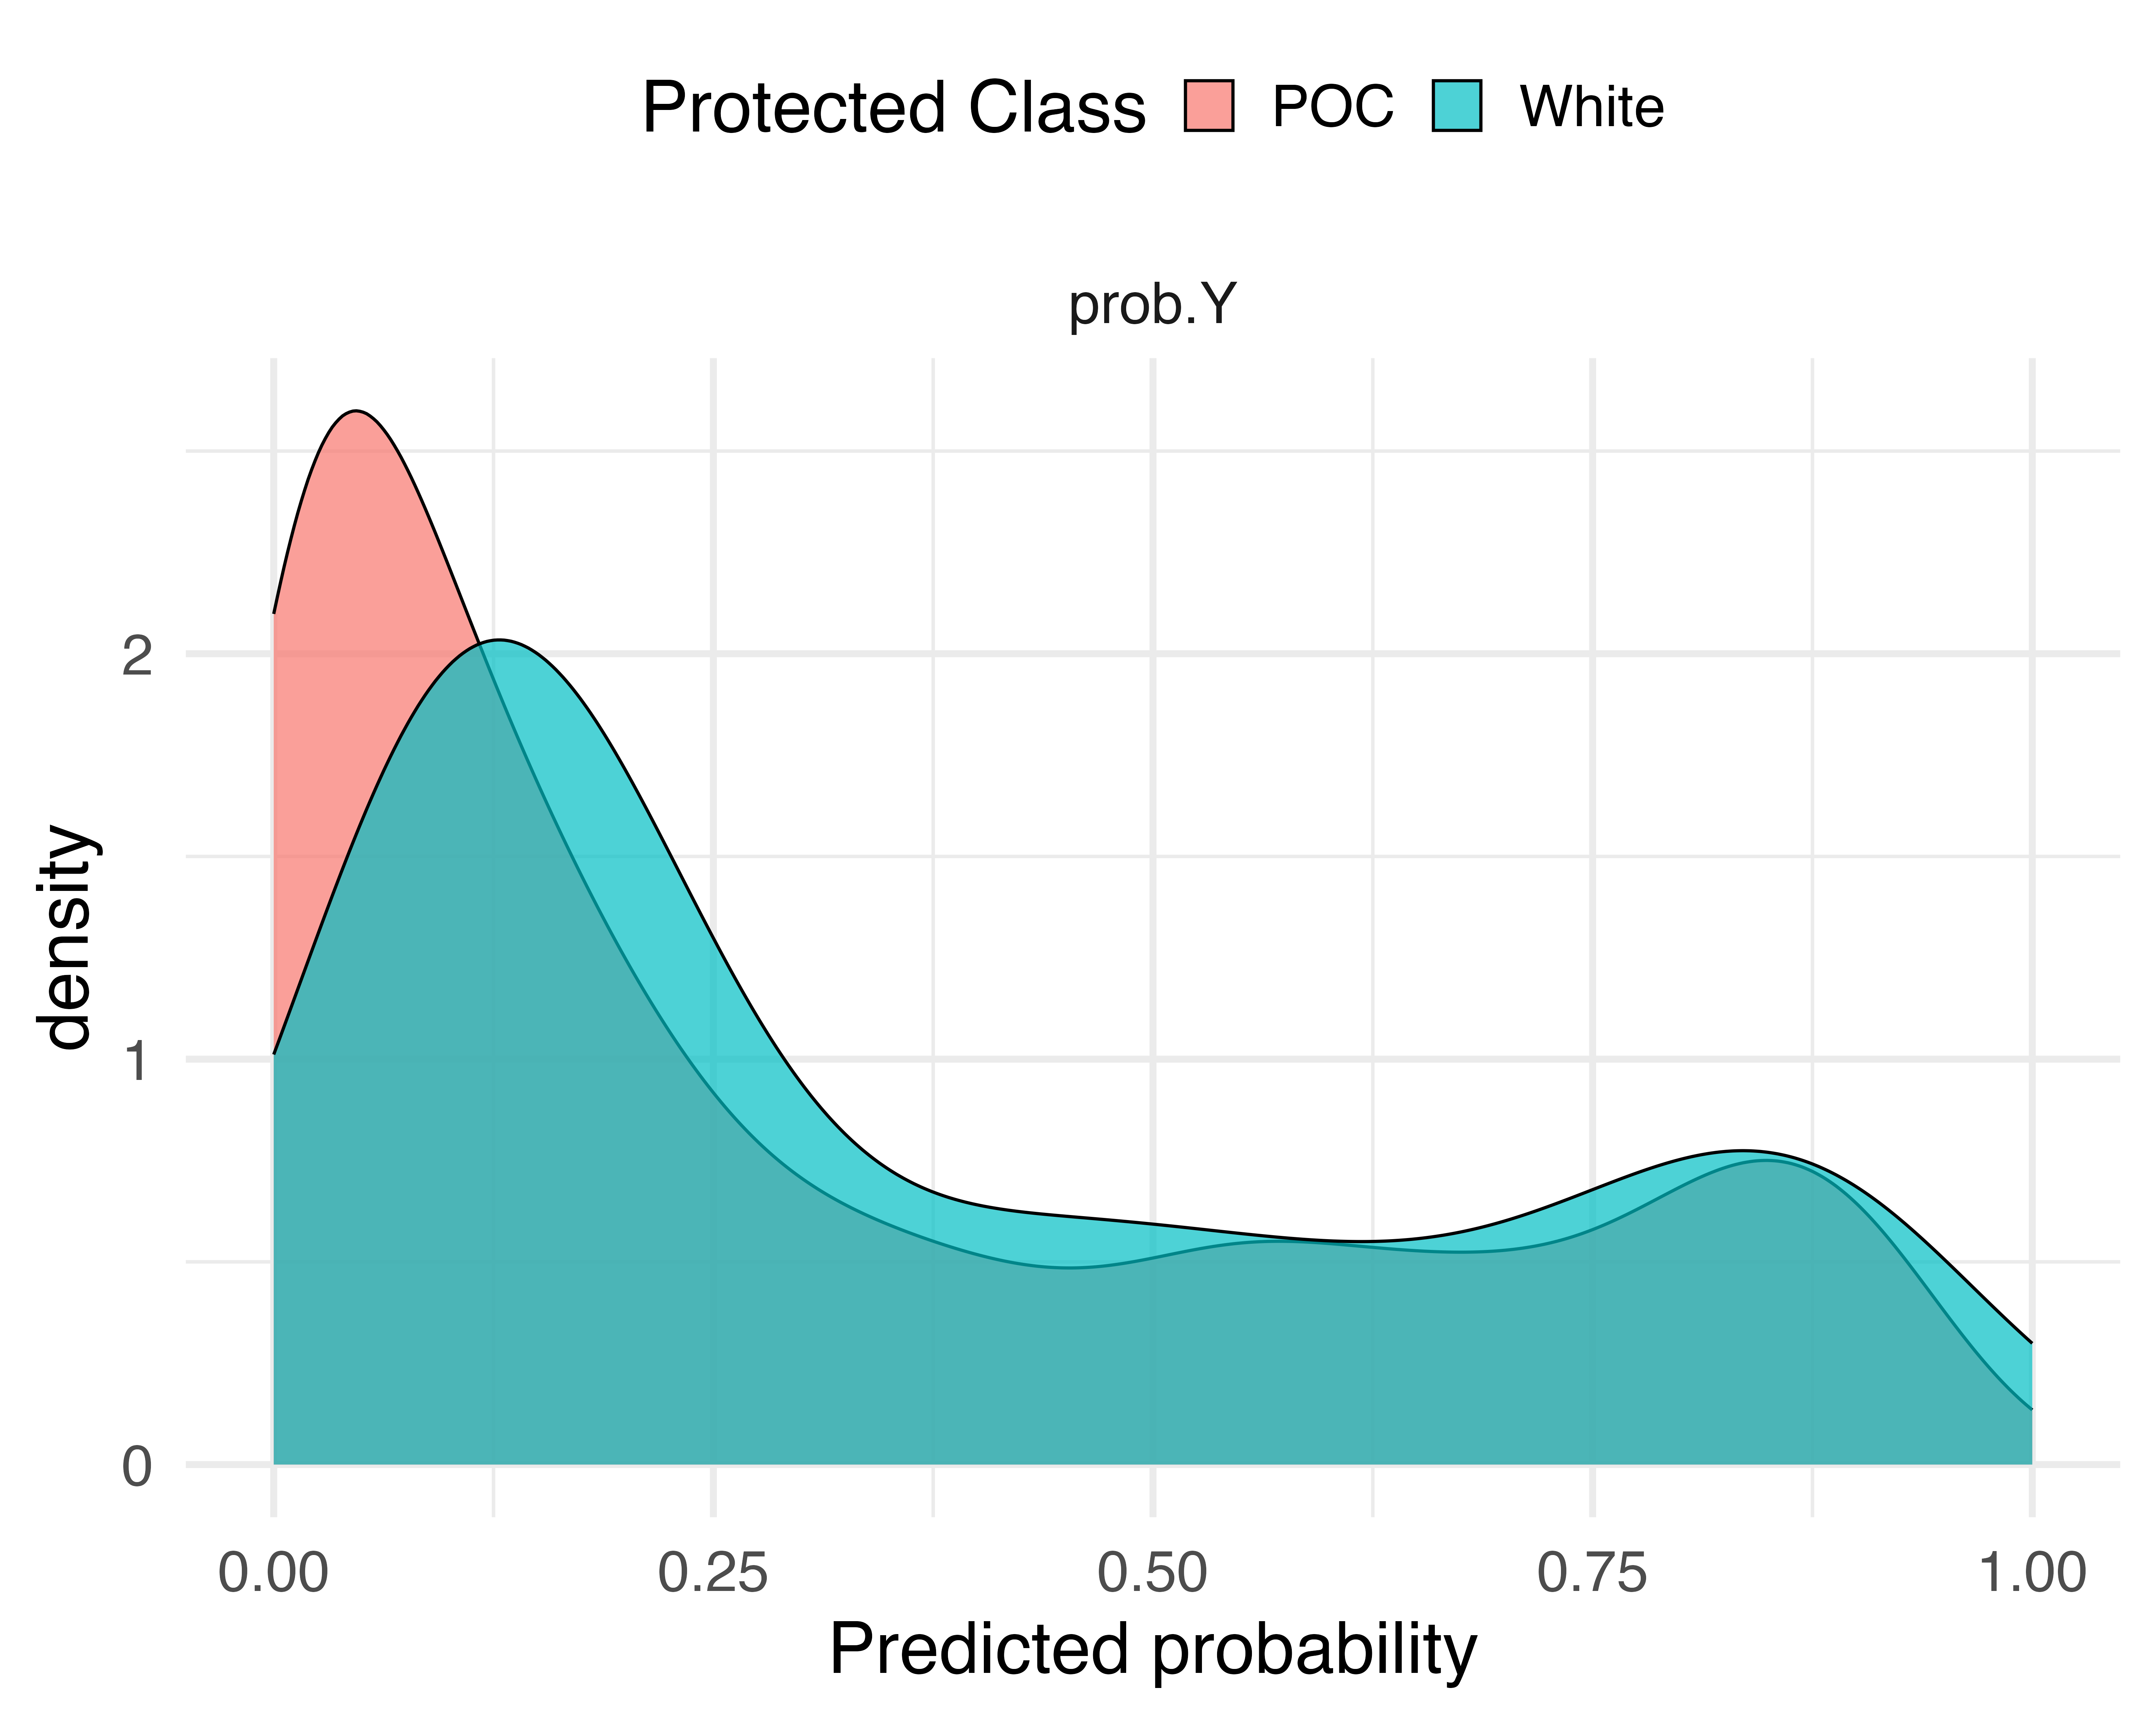 Protected Class POC White
prob.Y
density
2
1
0
0.00 0.25 0.50 0.75 1.00
Predicted probability